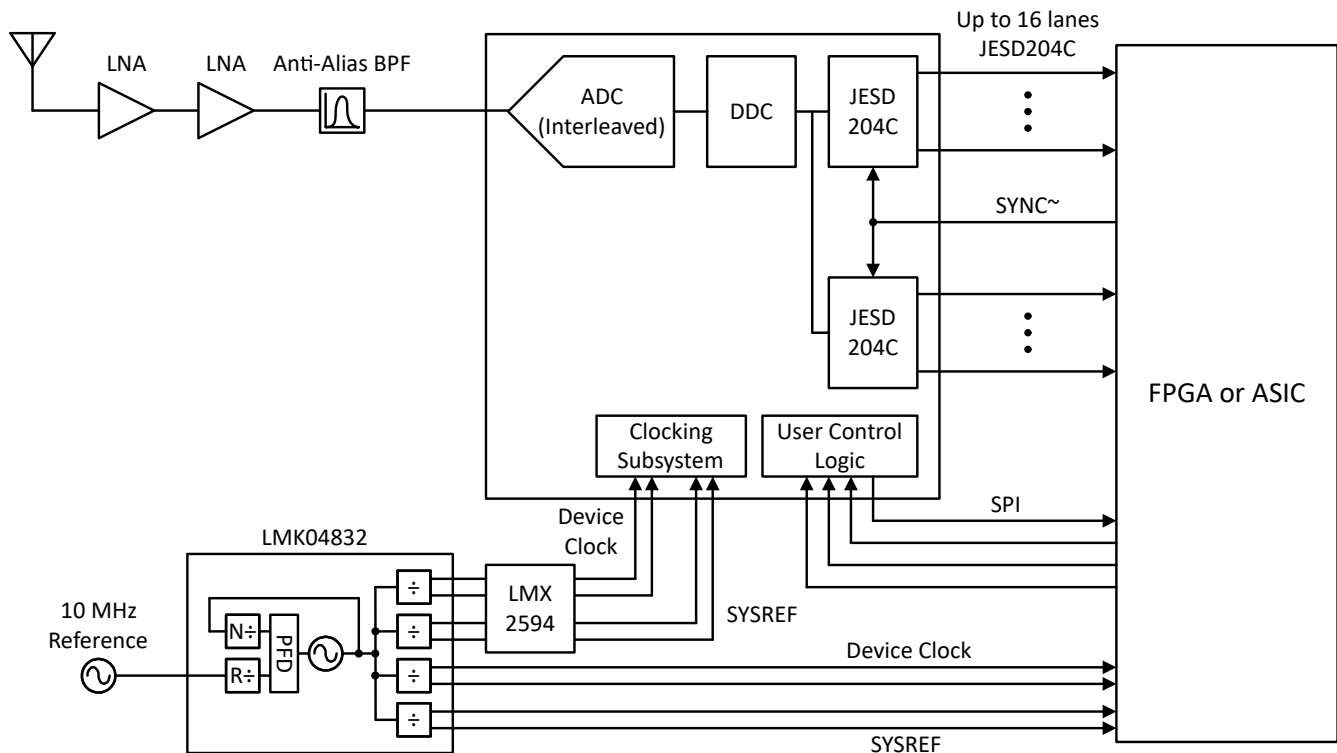 Up to 16 lanes
JESD204C
LNA
LNA
Anti-Alias BPF
ADC
(Interleaved)
DDC
JESD
204C
SYNC~
JESD
204C
FPGA or ASIC
Clocking
Subsystem
User Control
Logic
SPI
Device
Clock
LMK04832
10 MHz
Reference
N÷
R÷
PFD
÷
÷
÷
÷
LMX
2594
SYSREF
Device Clock
SYSREF